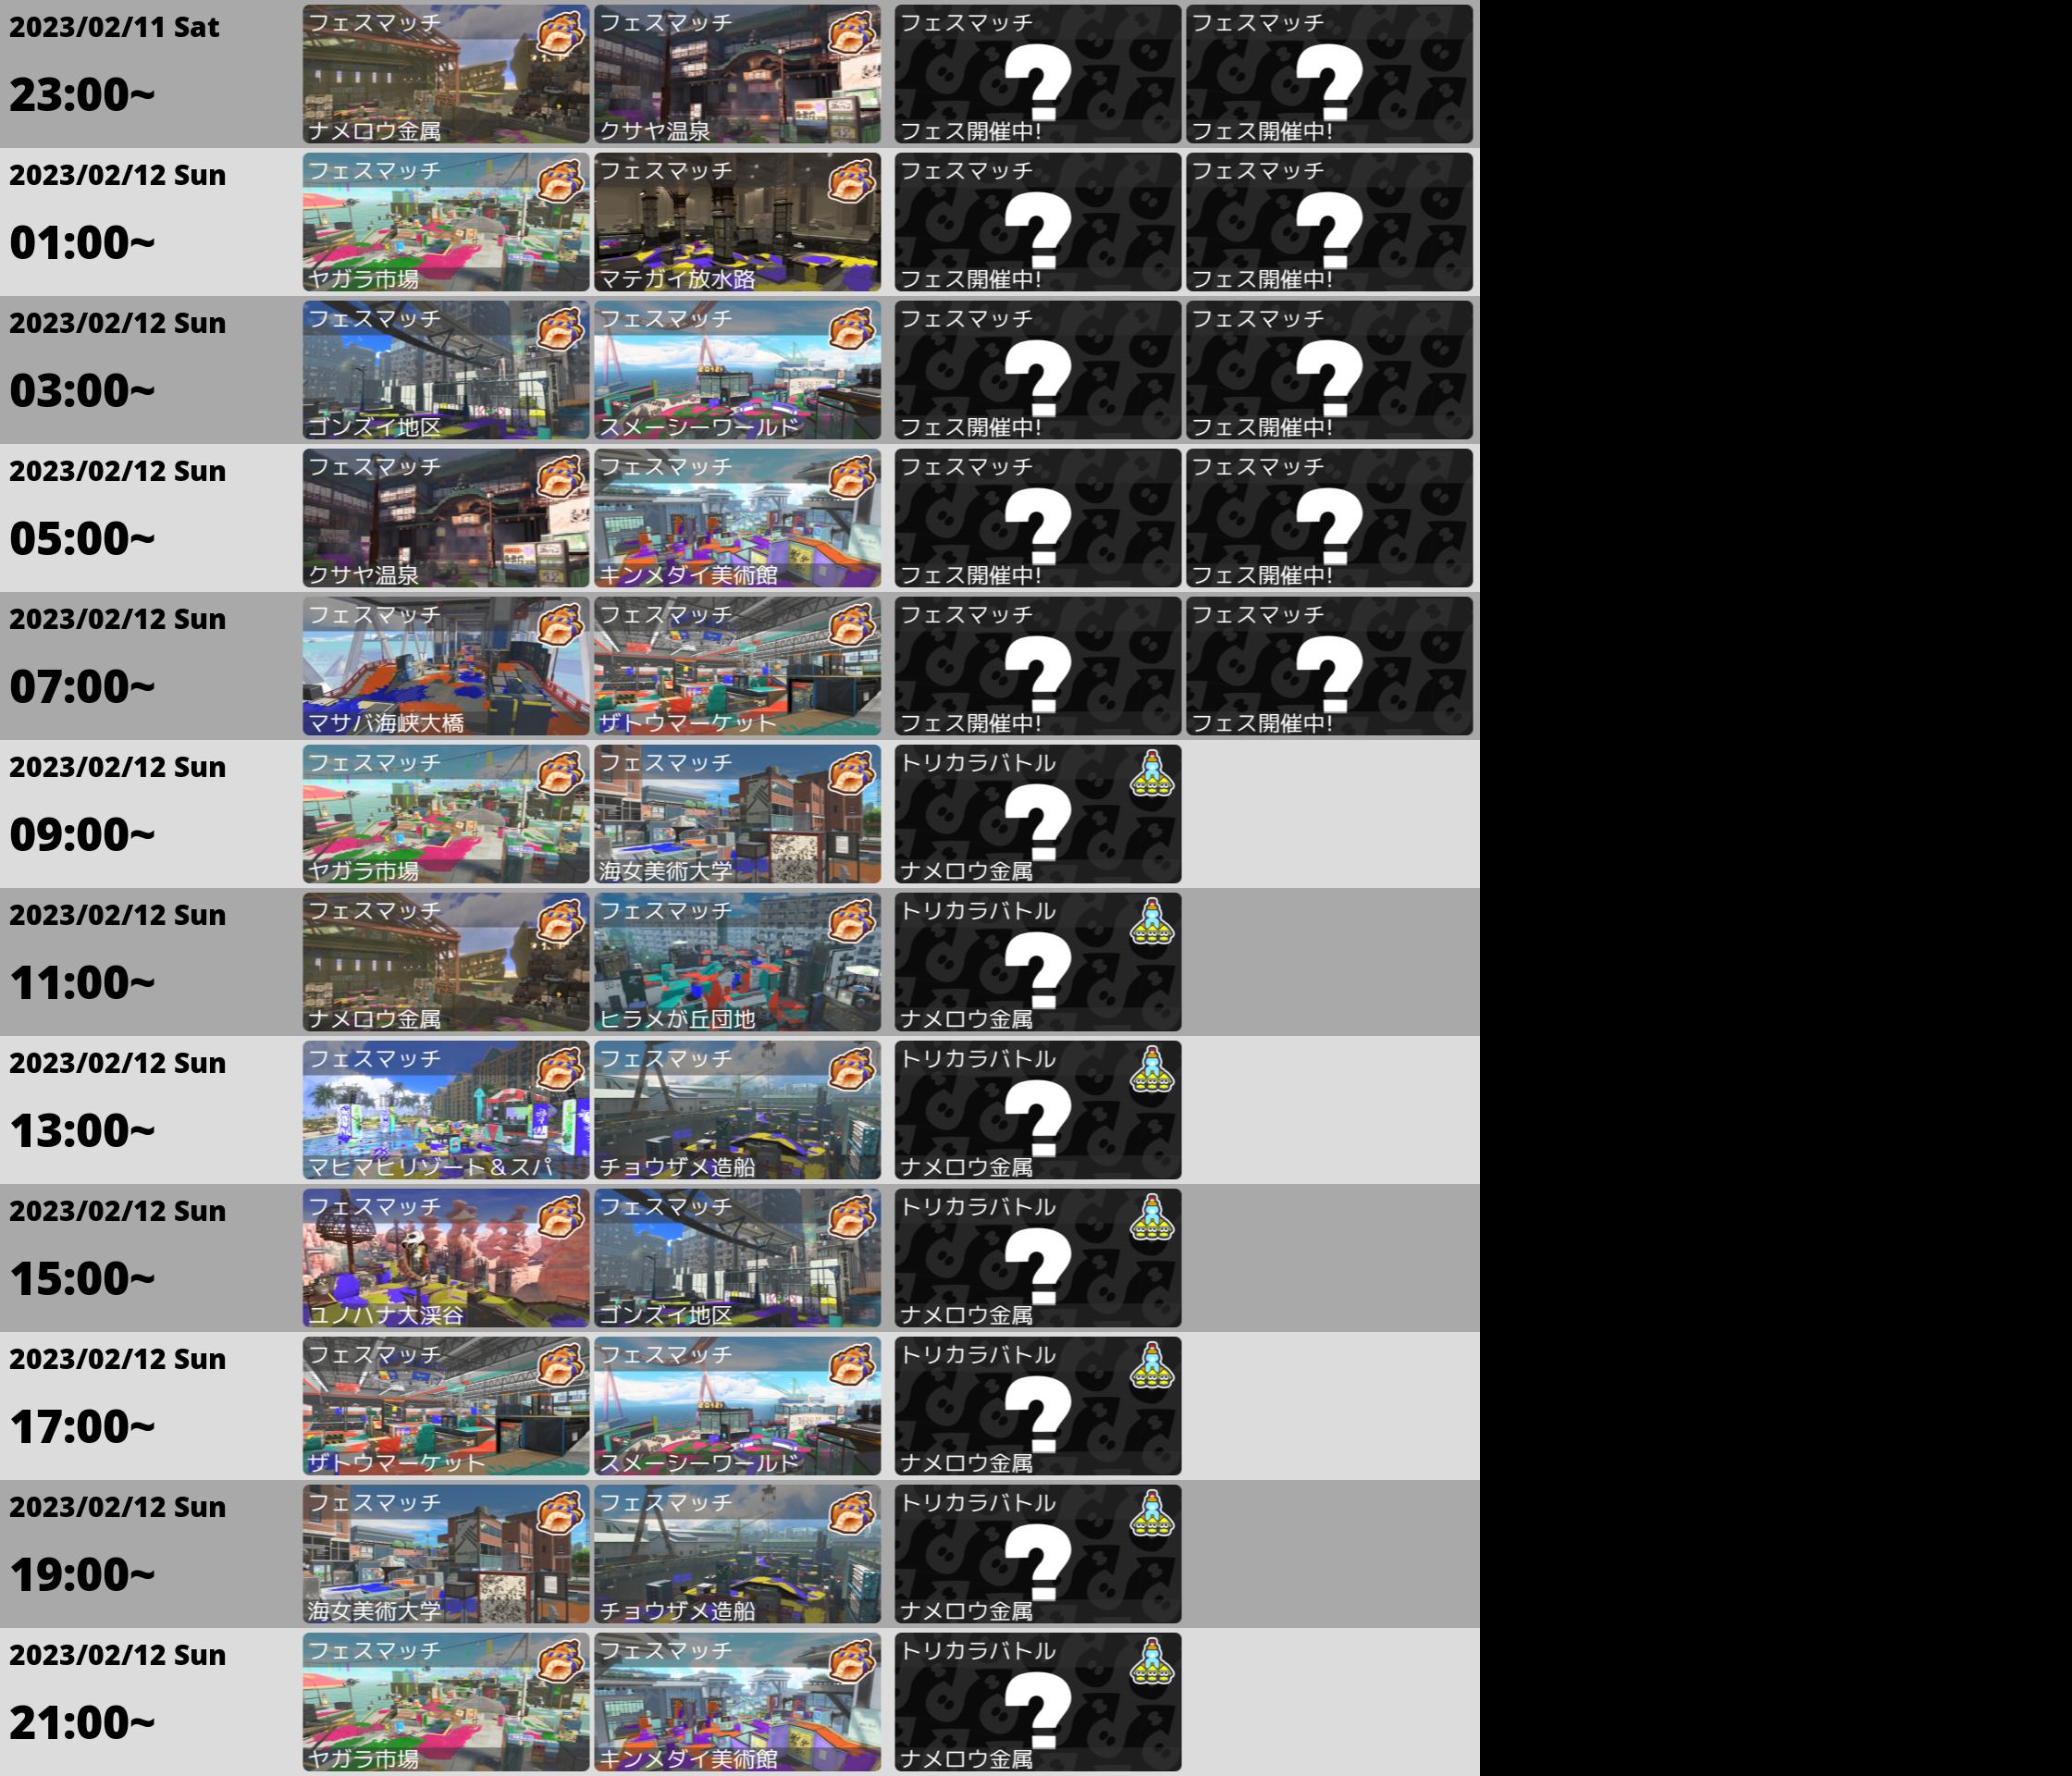 2023/02/11 Sat
23:00~
フェスマッチ フェスマッチ フェスマッチ フェスマッチ
ナメロウ金属 クサヤ温泉 フェス開催中! フェス開催中!
2023/02/12 Sun
01:00~
フェスマッチ フェスマッチ フェスマッチ フェスマッチ
ヤガラ市場 マテガイ放水路 フェス開催中! フェス開催中!
2023/02/12 Sun
03:00~
フェスマッチ フェスマッチ フェスマッチ フェスマッチ
ゴンズイ地区 スメーシーワールド フェス開催中! フェス開催中!
2023/02/12 Sun
05:00~
フェスマッチ フェスマッチ フェスマッチ フェスマッチ
クサヤ温泉 キンメダイ美術館 フェス開催中! フェス開催中!
2023/02/12 Sun
07:00~
フェスマッチ フェスマッチ フェスマッチ フェスマッチ
マサバ海峡大橋 ザトウマーケット フェス開催中! フェス開催中!
2023/02/12 Sun
09:00~
フェスマッチ フェスマッチ トリカラバトル
ヤガラ市場 海女美術大学 ナメロウ金属
2023/02/12 Sun
11:00~
フェスマッチ フェスマッチ トリカラバトル
ナメロウ金属 ヒラメが丘団地 ナメロウ金属
2023/02/12 Sun
13:00~
フェスマッチ フェスマッチ トリカラバトル
マヒマヒリゾート&スパ チョウザメ造船 ナメロウ金属
2023/02/12 Sun
15:00~
フェスマッチ フェスマッチ トリカラバトル
ユノハナ大渓谷 ゴンズイ地区 ナメロウ金属
2023/02/12 Sun
17:00~
フェスマッチ フェスマッチ トリカラバトル
ザトウマーケット スメーシーワールド ナメロウ金属
2023/02/12 Sun
19:00~
フェスマッチ フェスマッチ トリカラバトル
海女美術大学 チョウザメ造船 ナメロウ金属
2023/02/12 Sun
21:00~
フェスマッチ フェスマッチ トリカラバトル
ヤガラ市場 キンメダイ美術館 ナメロウ金属